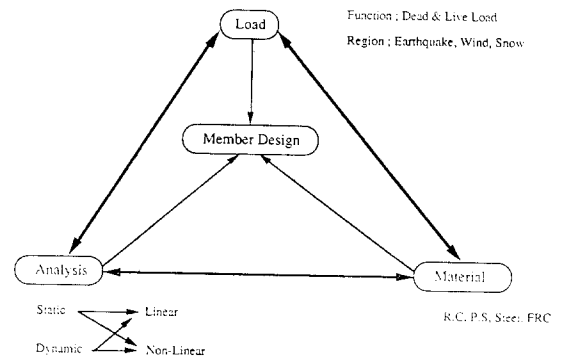 Load
Function ; Dead & Live Load
Region ; Earthquake, Wind, Snow
Member Design
Analysis
Material
Static
Linear
R.C, P.S, Steel, FRC
Dynamic
Non-Linear